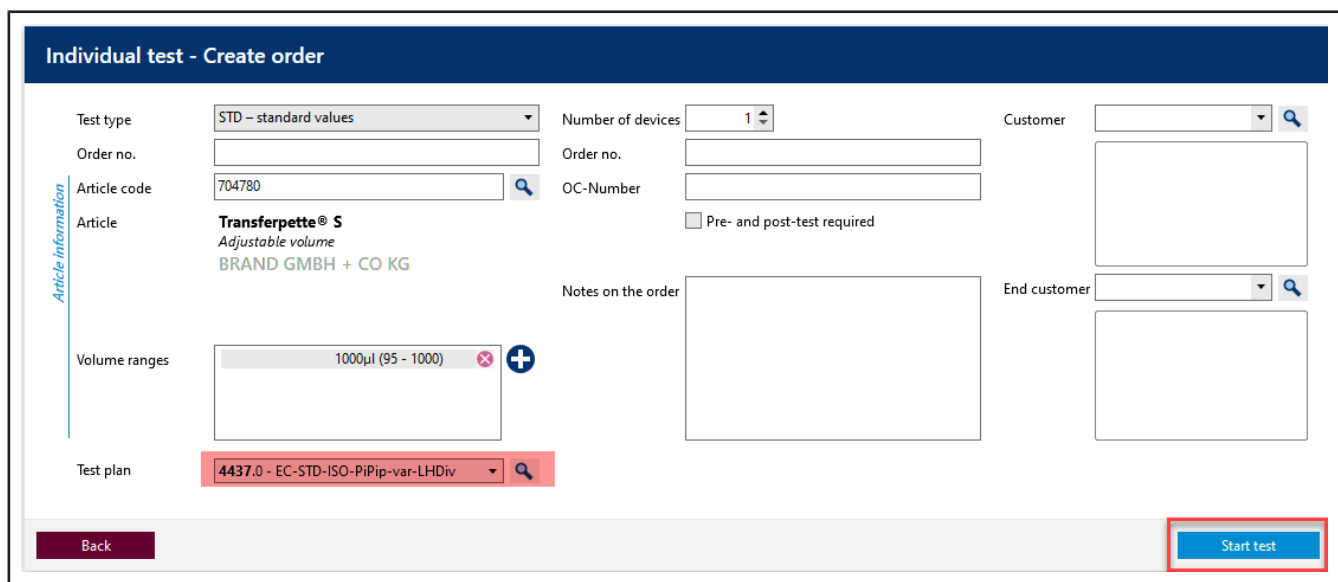 Individual test - Create order
Test type
STD – standard values
Number of devices
1
Customer
Order no.
Order no.
Article code
704780
OC-Number
Article information
Article
Transferpette® S
Pre- and post-test required
Adjustable volume
BRAND GMBH + CO KG
Notes on the order
End customer
Volume ranges
1000µl (95 - 1000)
Test plan
4437.0 - EC-STD-ISO-PiPip-var-LHDiv
Back
Start test